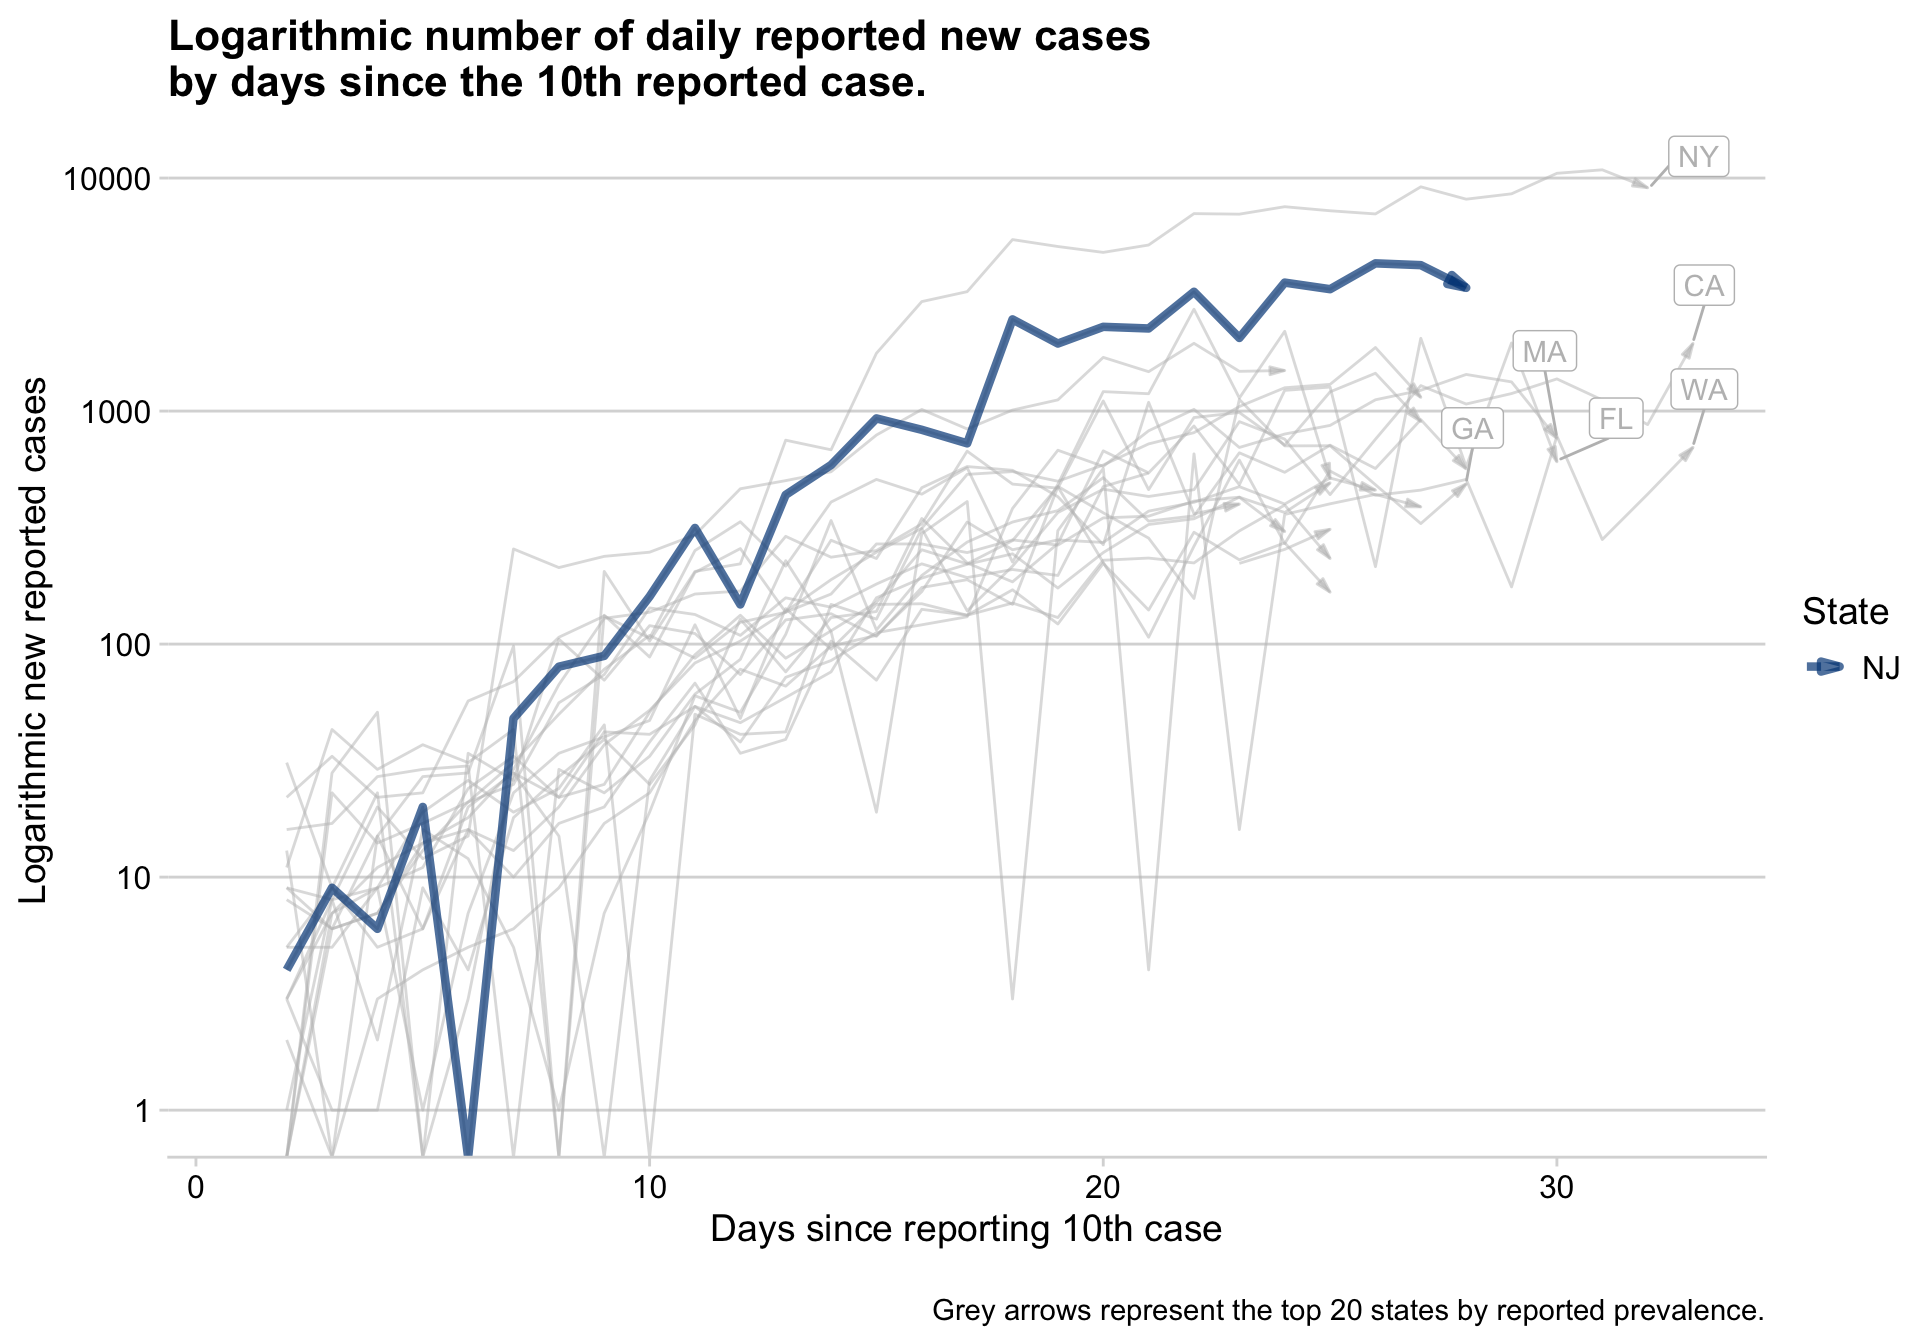 Logarithmic number of daily reported new cases
by days since the 10th reported case.
Logarithmic new reported cases
10000
1000
100
10
1
NY
CA
MA
WA
FL
GA
State
NJ
0
10
20
30
Days since reporting 10th case
Grey arrows represent the top 20 states by reported prevalence.